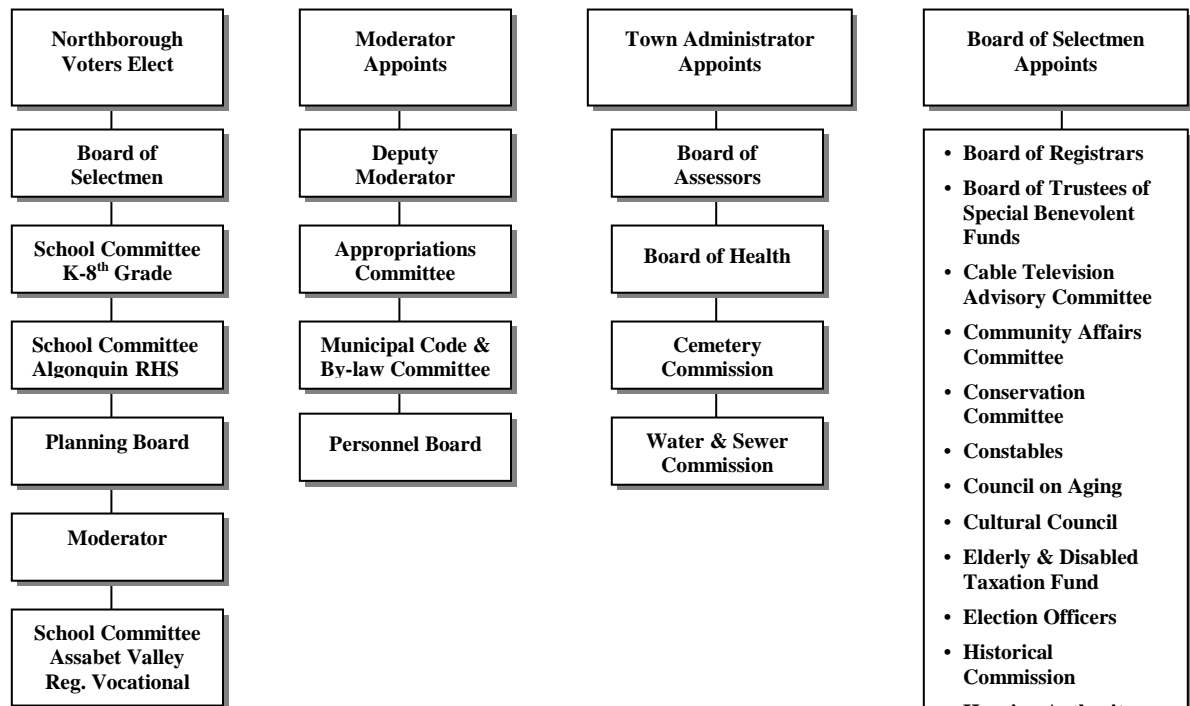 Northborough
Voters Elect
Board of
Selectmen
School Committee
K-8th Grade
School Committee
Algonquin RHS
Planning Board
Moderator
School Committee
Assabet Valley
Reg. Vocational
Moderator
Appoints
Deputy
Moderator
Appropriations
Committee
Municipal Code &
By-law Committee
Personnel Board
Town Administrator
Appoints
Board of
Assessors
Board of Health
Cemetery
Commission
Water & Sewer
Commission
Board of Selectmen
Appoints
• Board of Registrars
• Board of Trustees of
Special Benevolent
Funds
• Cable Television
Advisory Committee
• Community Affairs
Committee
• Conservation
Committee
• Constables
• Council on Aging
• Cultural Council
• Elderly & Disabled
Taxation Fund
• Election Officers
• Historical
Commission